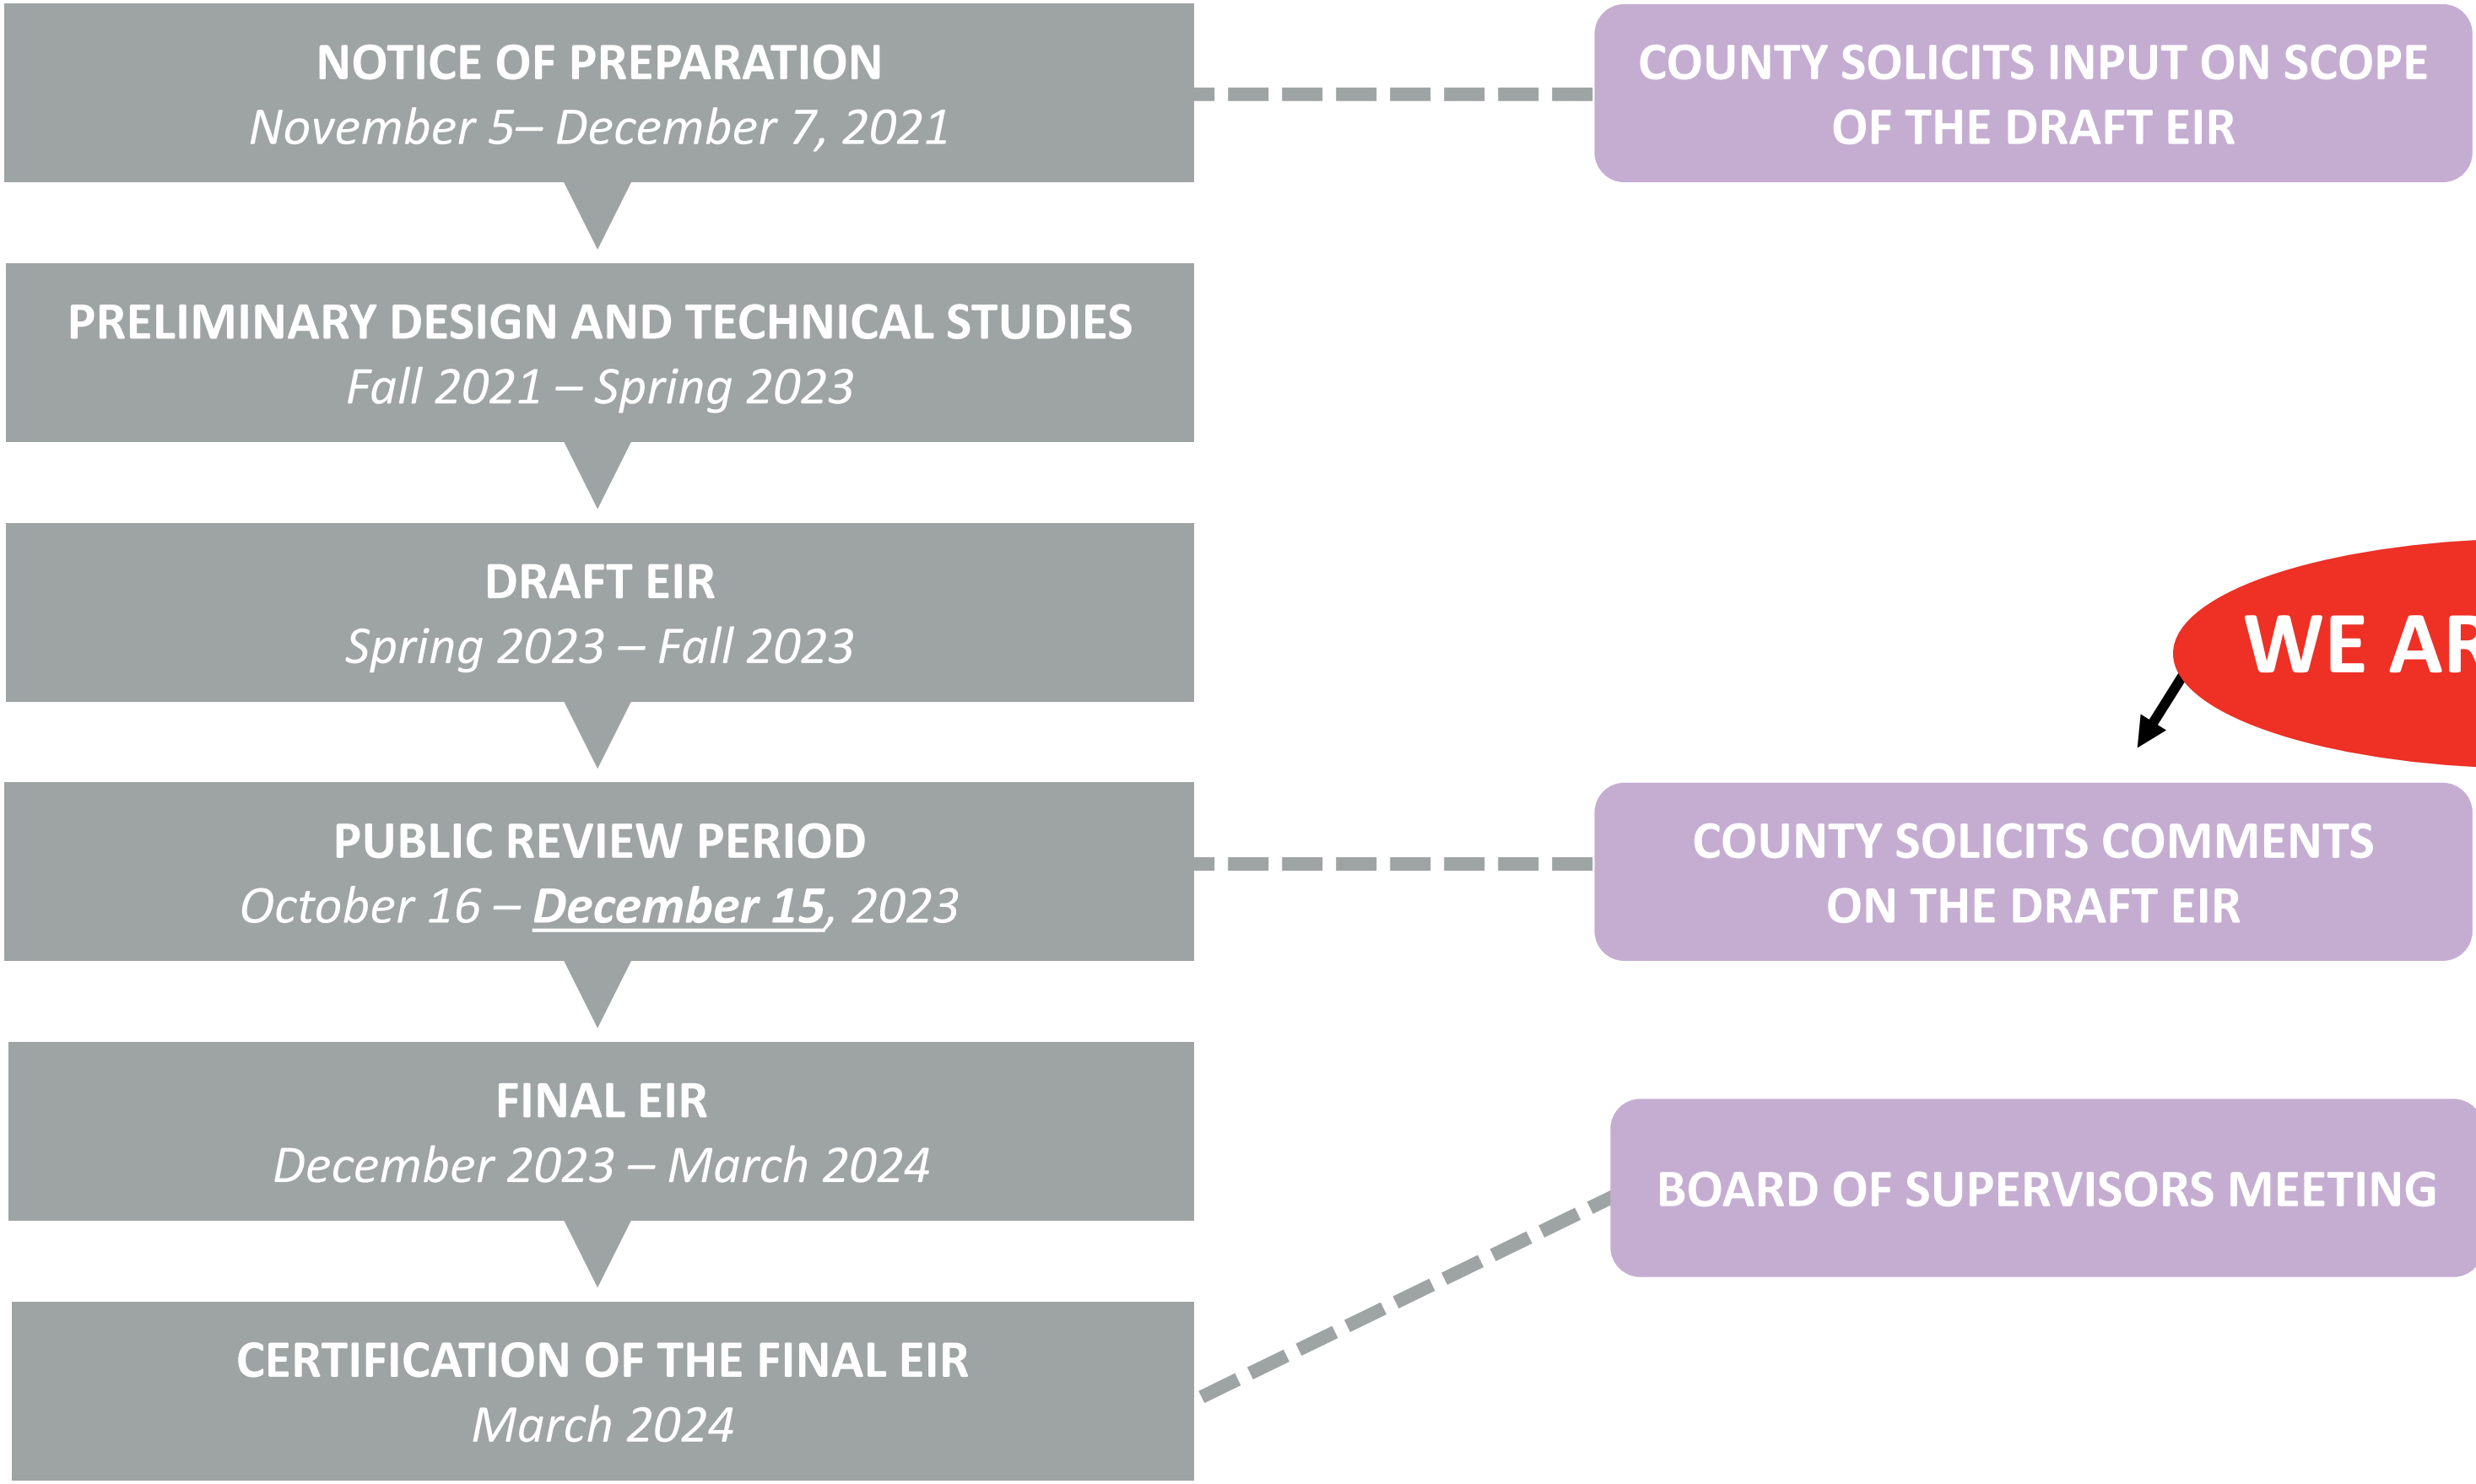 NOTICE OF PREPARATION
November 5— December 7, 2021
COUNTY SOLICITS INPUT ON SCOPE
OF THE DRAFT EIR
PRELIMINARY DESIGN AND TECHNICAL STUDIES
Fall 2021 — Spring 2023
DRAFT EIR
Spring 2023 — Fall 2023
WE
PUBLIC REVIEW PERIOD
October 16 — December 15, 2023
COUNTY SOLICITS COMMENTS
ON THE DRAFT EIR
FINAL EIR
December 2023 — March 2024
BOARD OF SUPERVISORS MEETING
CERTIFICATION OF THE FINAL EIR
March 2024